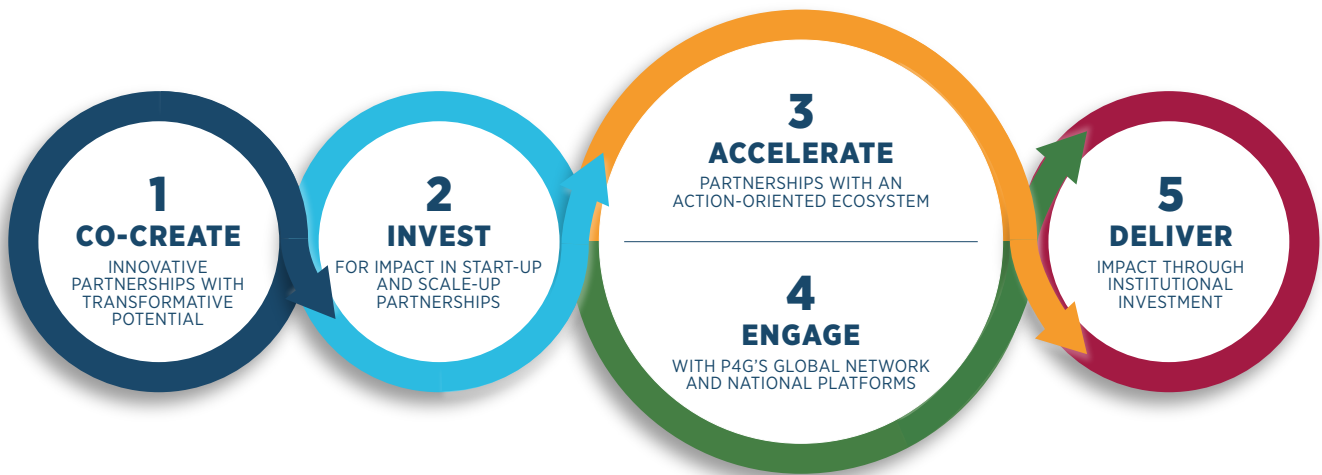 1
CO-CREATE
INNOVATIVE
PARTNERSHIPS WITH
TRANSFORMATIVE
POTENTIAL
2
INVEST
FOR IMPACT IN START-UP
AND SCALE-UP
PARTNERSHIPS
3
ACCELERATE
PARTNERSHIPS WITH AN
ACTION-ORIENTED ECOSYSTEM
4
ENGAGE
WITH P4G'S GLOBAL NETWORK
AND NATIONAL PLATFORMS
5
DELIVER
IMPACT THROUGH
INSTITUTIONAL
INVESTMENT